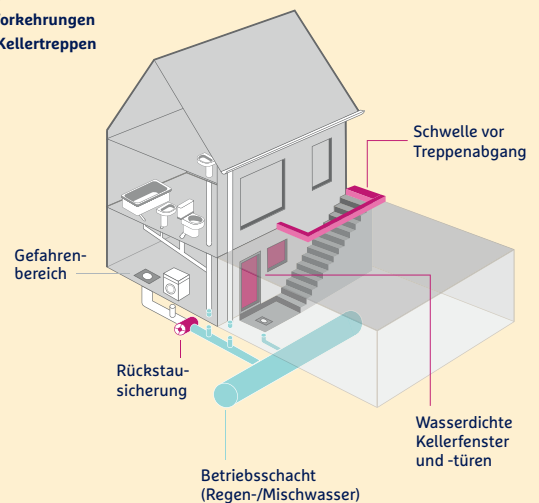 orkehrungen
Kellertreppen
Schwelle vor
Treppenabgang
Gefahren-
bereich
Rückstau-
sicherung
Wasserdichte
Kellerfenster
und -türen
Betriebsschacht
(Regen-/Mischwasser)